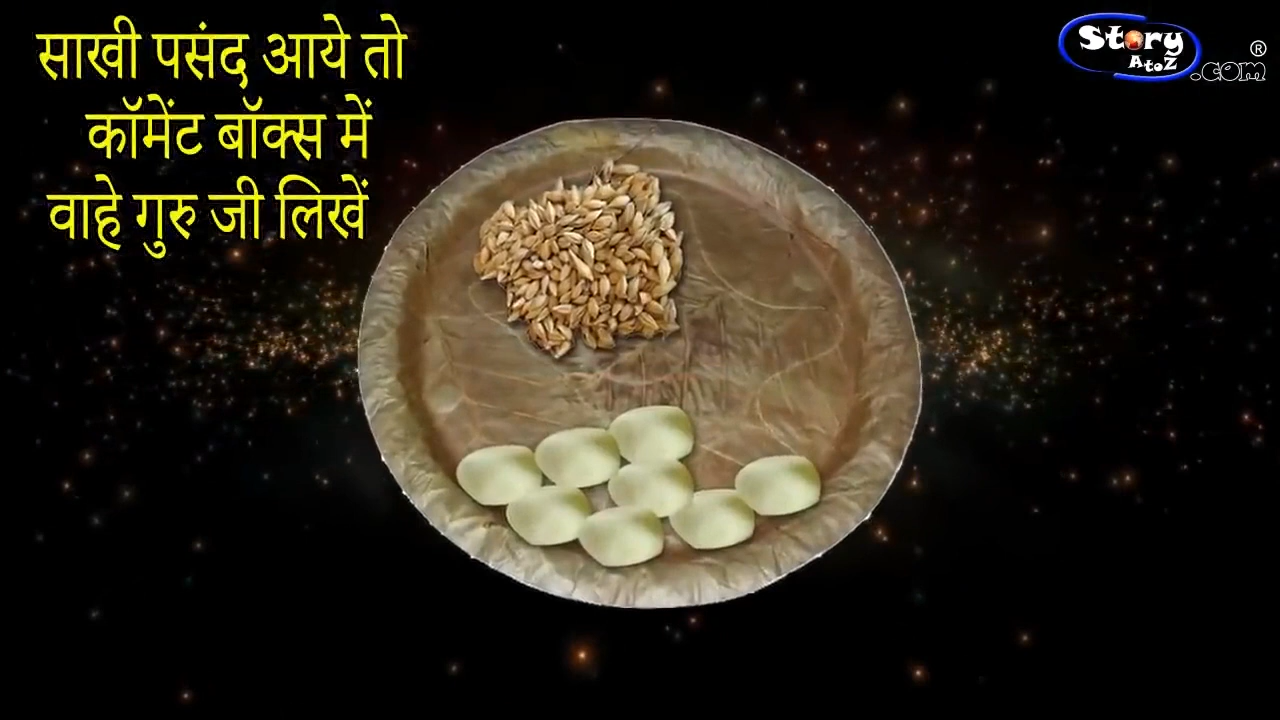 साखी पसंद आये तो
कॉमेंट बॉक्स में
वाहे गुरु जी लिखें
Story
AtoZ
.com®